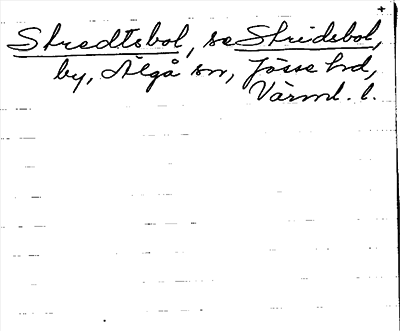 Stredtsbol, se Stridsbol,
by, Älgå sn, Jösse hd,
Värml. l.